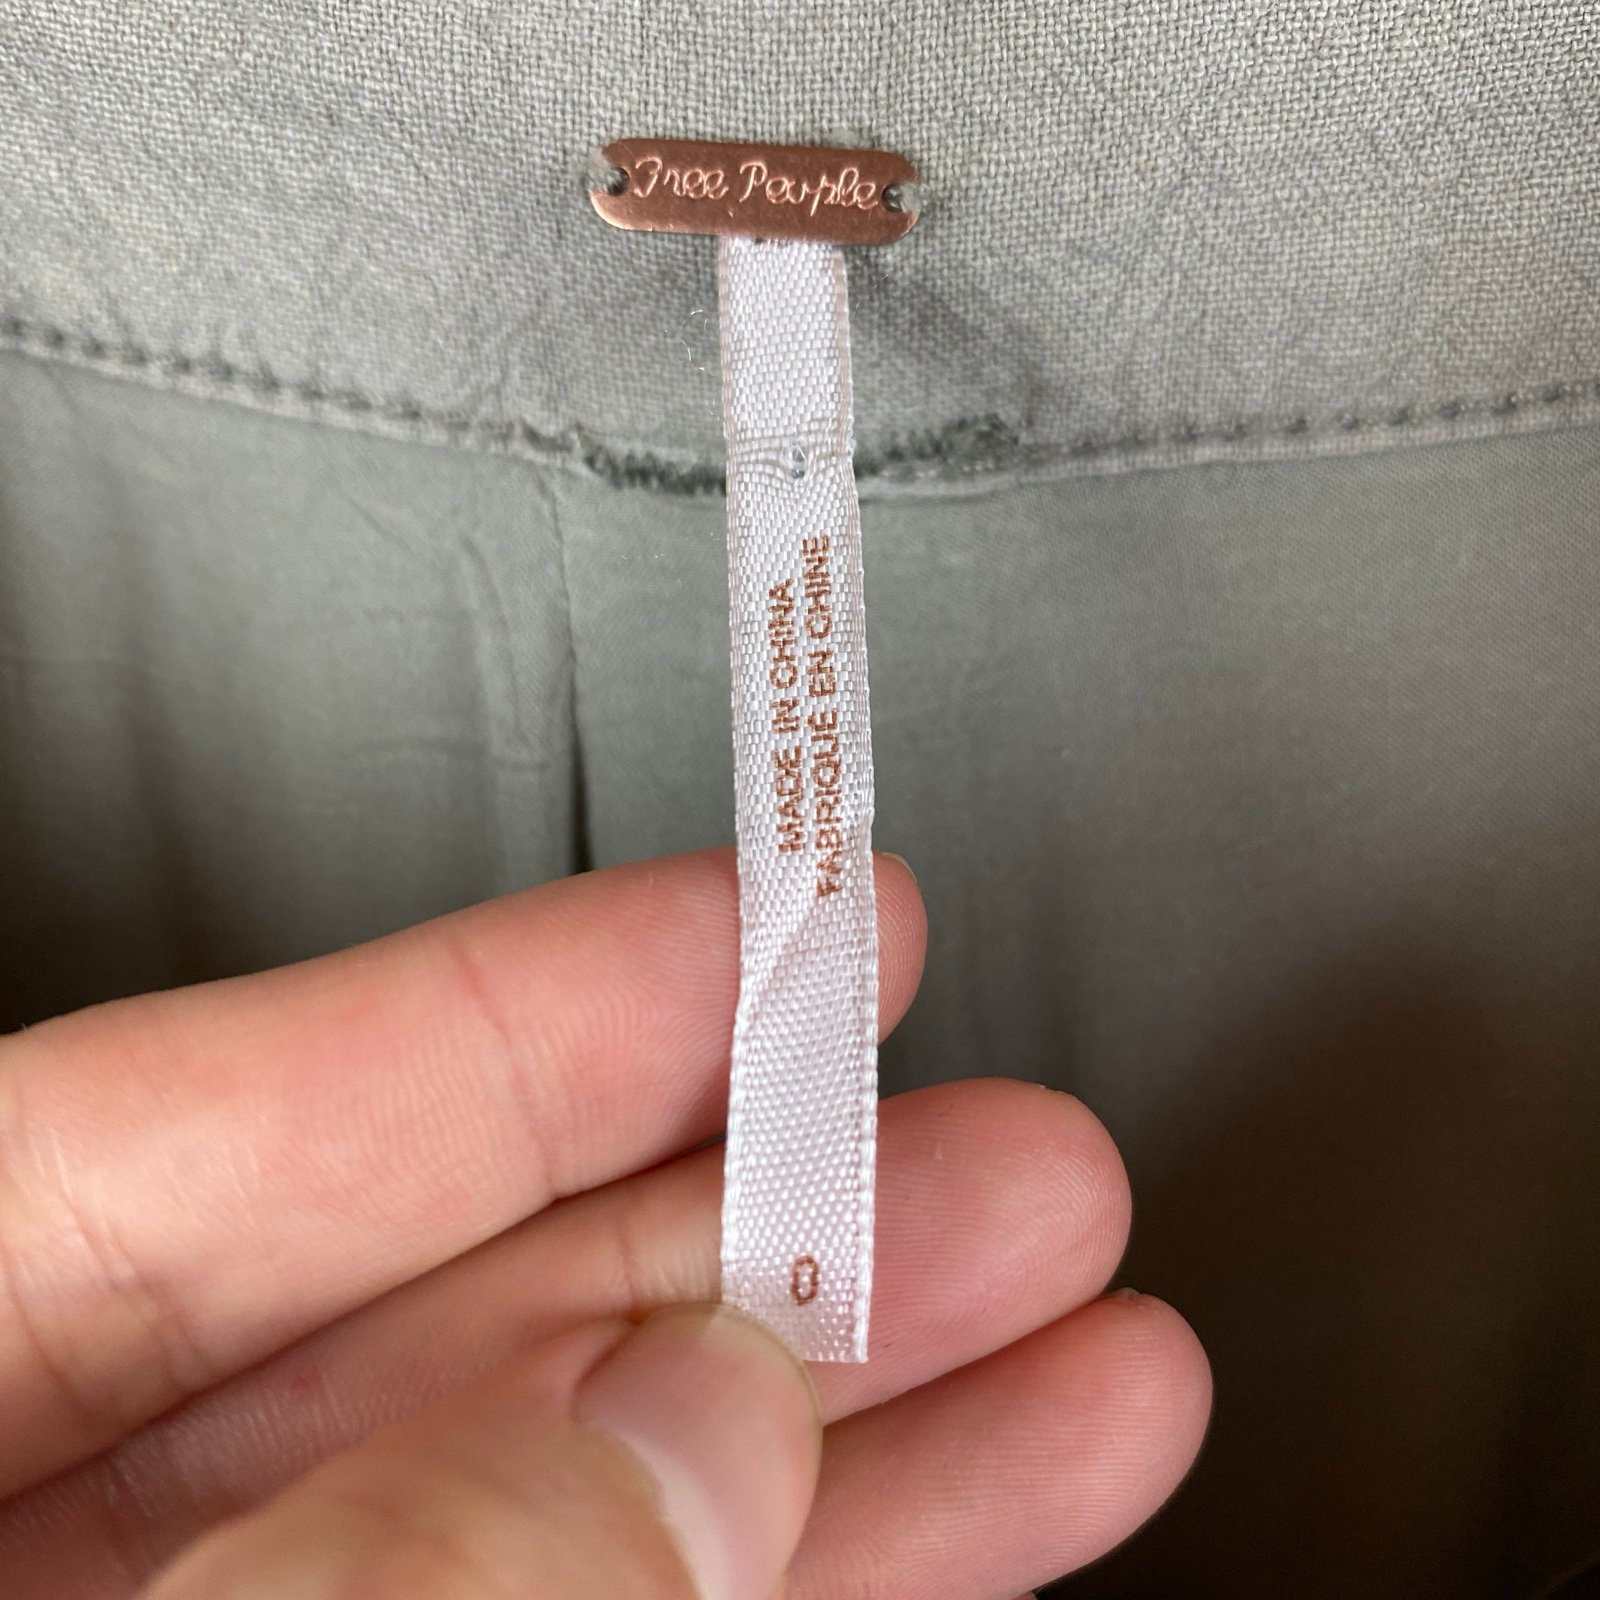 Free People
MADE IN CHINA
FABRIQUÉ EN CHINE
0